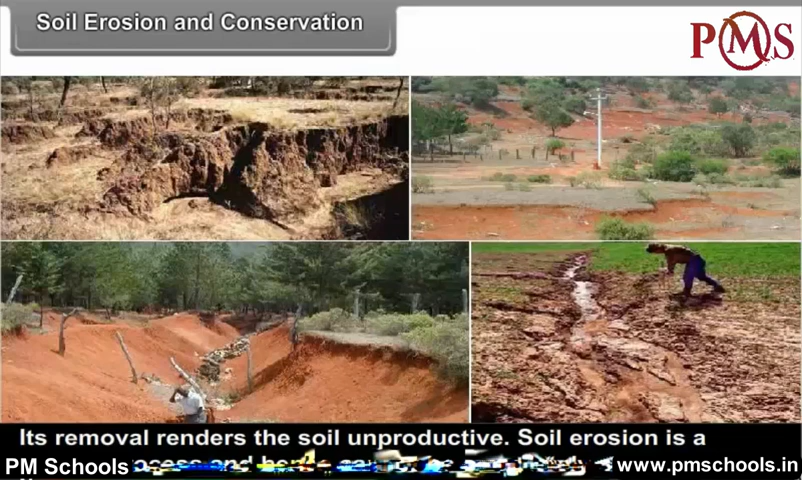 Soil Erosion and Conservation
PMS
Its removal renders the soil unproductive. Soil erosion is a
PM Schools
www.pmschools.in